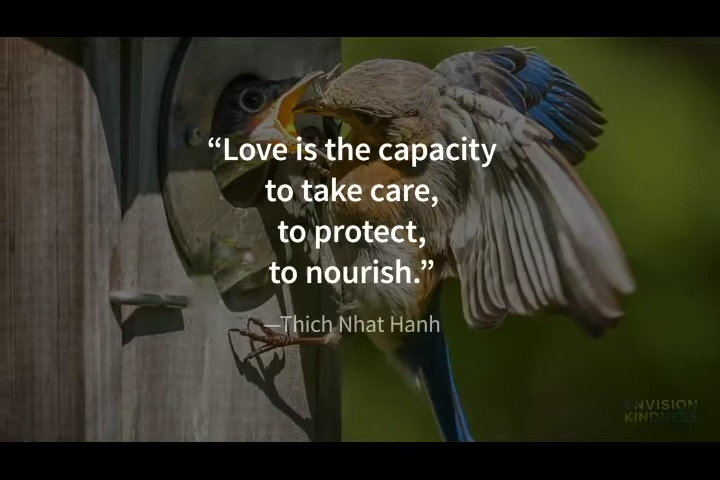 “Love is the capacity
to take care,
to protect,
to nourish.”
—Thich Nhat Hanh
ENVISION
KINDNESS